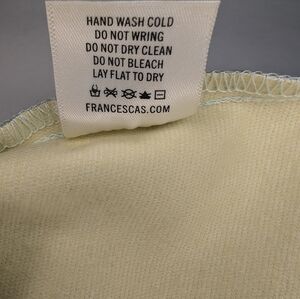 HAND WASH COLD
DO NOT WRING
DO NOT DRY CLEAN
DO NOT BLEACH
LAY FLAT TO DRY
FRANCESCAS.COM